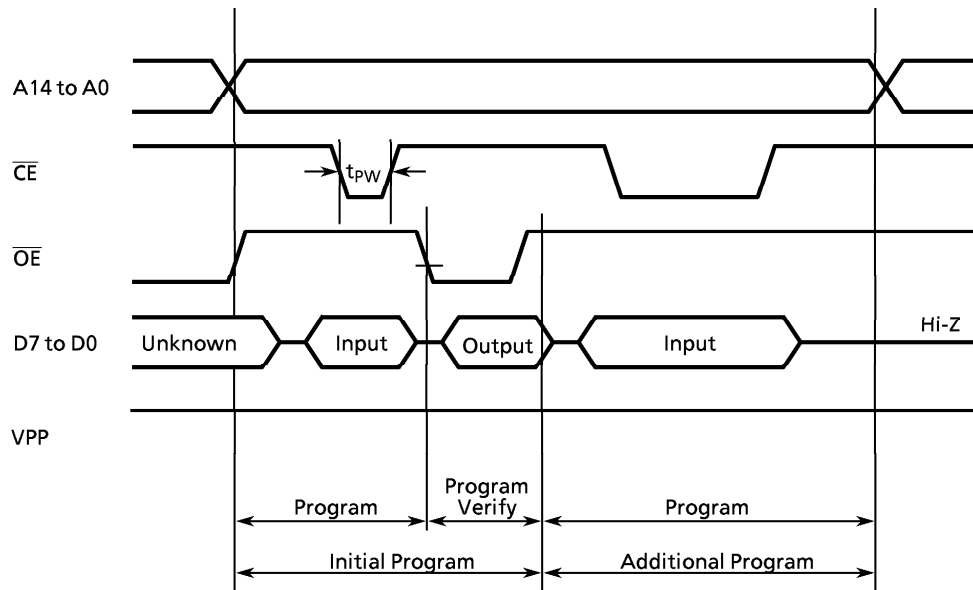 A14 to A0
CE
tPW
OE
D7 to D0
Unknown
Input
Output
Input
Hi-Z
VPP
Program
Program
Verify
Program
Initial Program
Additional Program